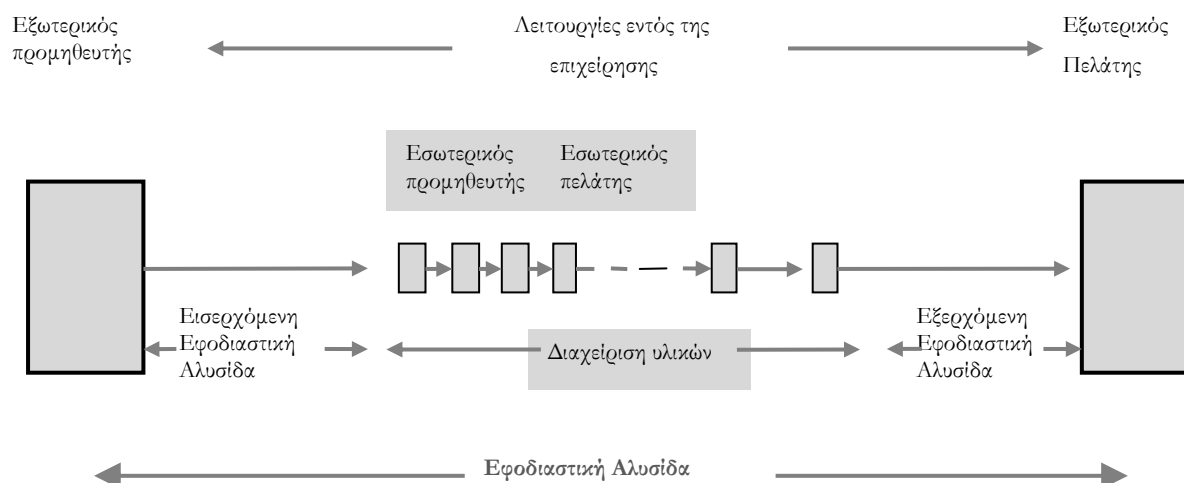 Εξωτερικός
προμηθευτής
Λειτουργίες εντός της
επιχείρησης
Εξωτερικός
Πελάτης
Εσωτερικός
προμηθευτής
Εσωτερικός
πελάτης
Εισερχόμενη
Εφοδιαστική
Αλυσίδα
Διαχείριση υλικών
Εξερχόμενη
Εφοδιαστική
Αλυσίδα
Εφοδιαστική Αλυσίδα